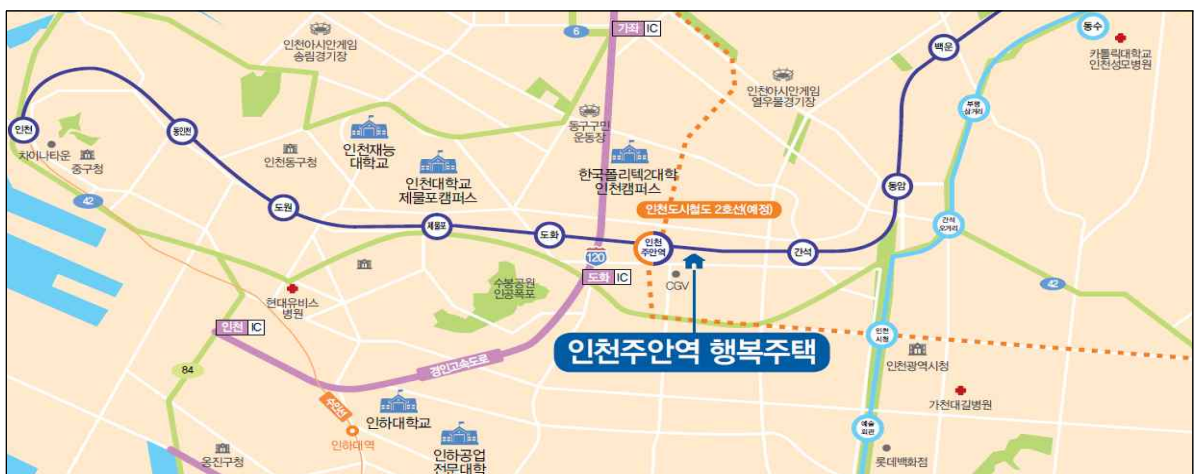 동수
가좌 IC
6
42
백운
카톨릭대학교
인천성모병원
인천아시안게임
송림경기장
인천아시안게임
열우물경기장
부평
삼거리
인천
동인천
차이나타운
중구청
인천동구청
인천재능
대학교
동구구민
운동장
인천대학교
제물포캠퍼스
한국폴리텍2대학
인천캠퍼스
동암
42
도원
제물포
도화
인천도시철도 2호선(예정)
간석
오거리
인천
주안역
간석
120
도화 IC
CGV
수봉공원
인공폭포
42
현대유비스
병원
인천 IC
인천주안역 행복주택
인천
시청
인천광역시청
84
경인고속도로
가천대길병원
수인선
인하대학교
인하대역
인하공업
전문대학
예술
회관
옹진구청
롯데백화점